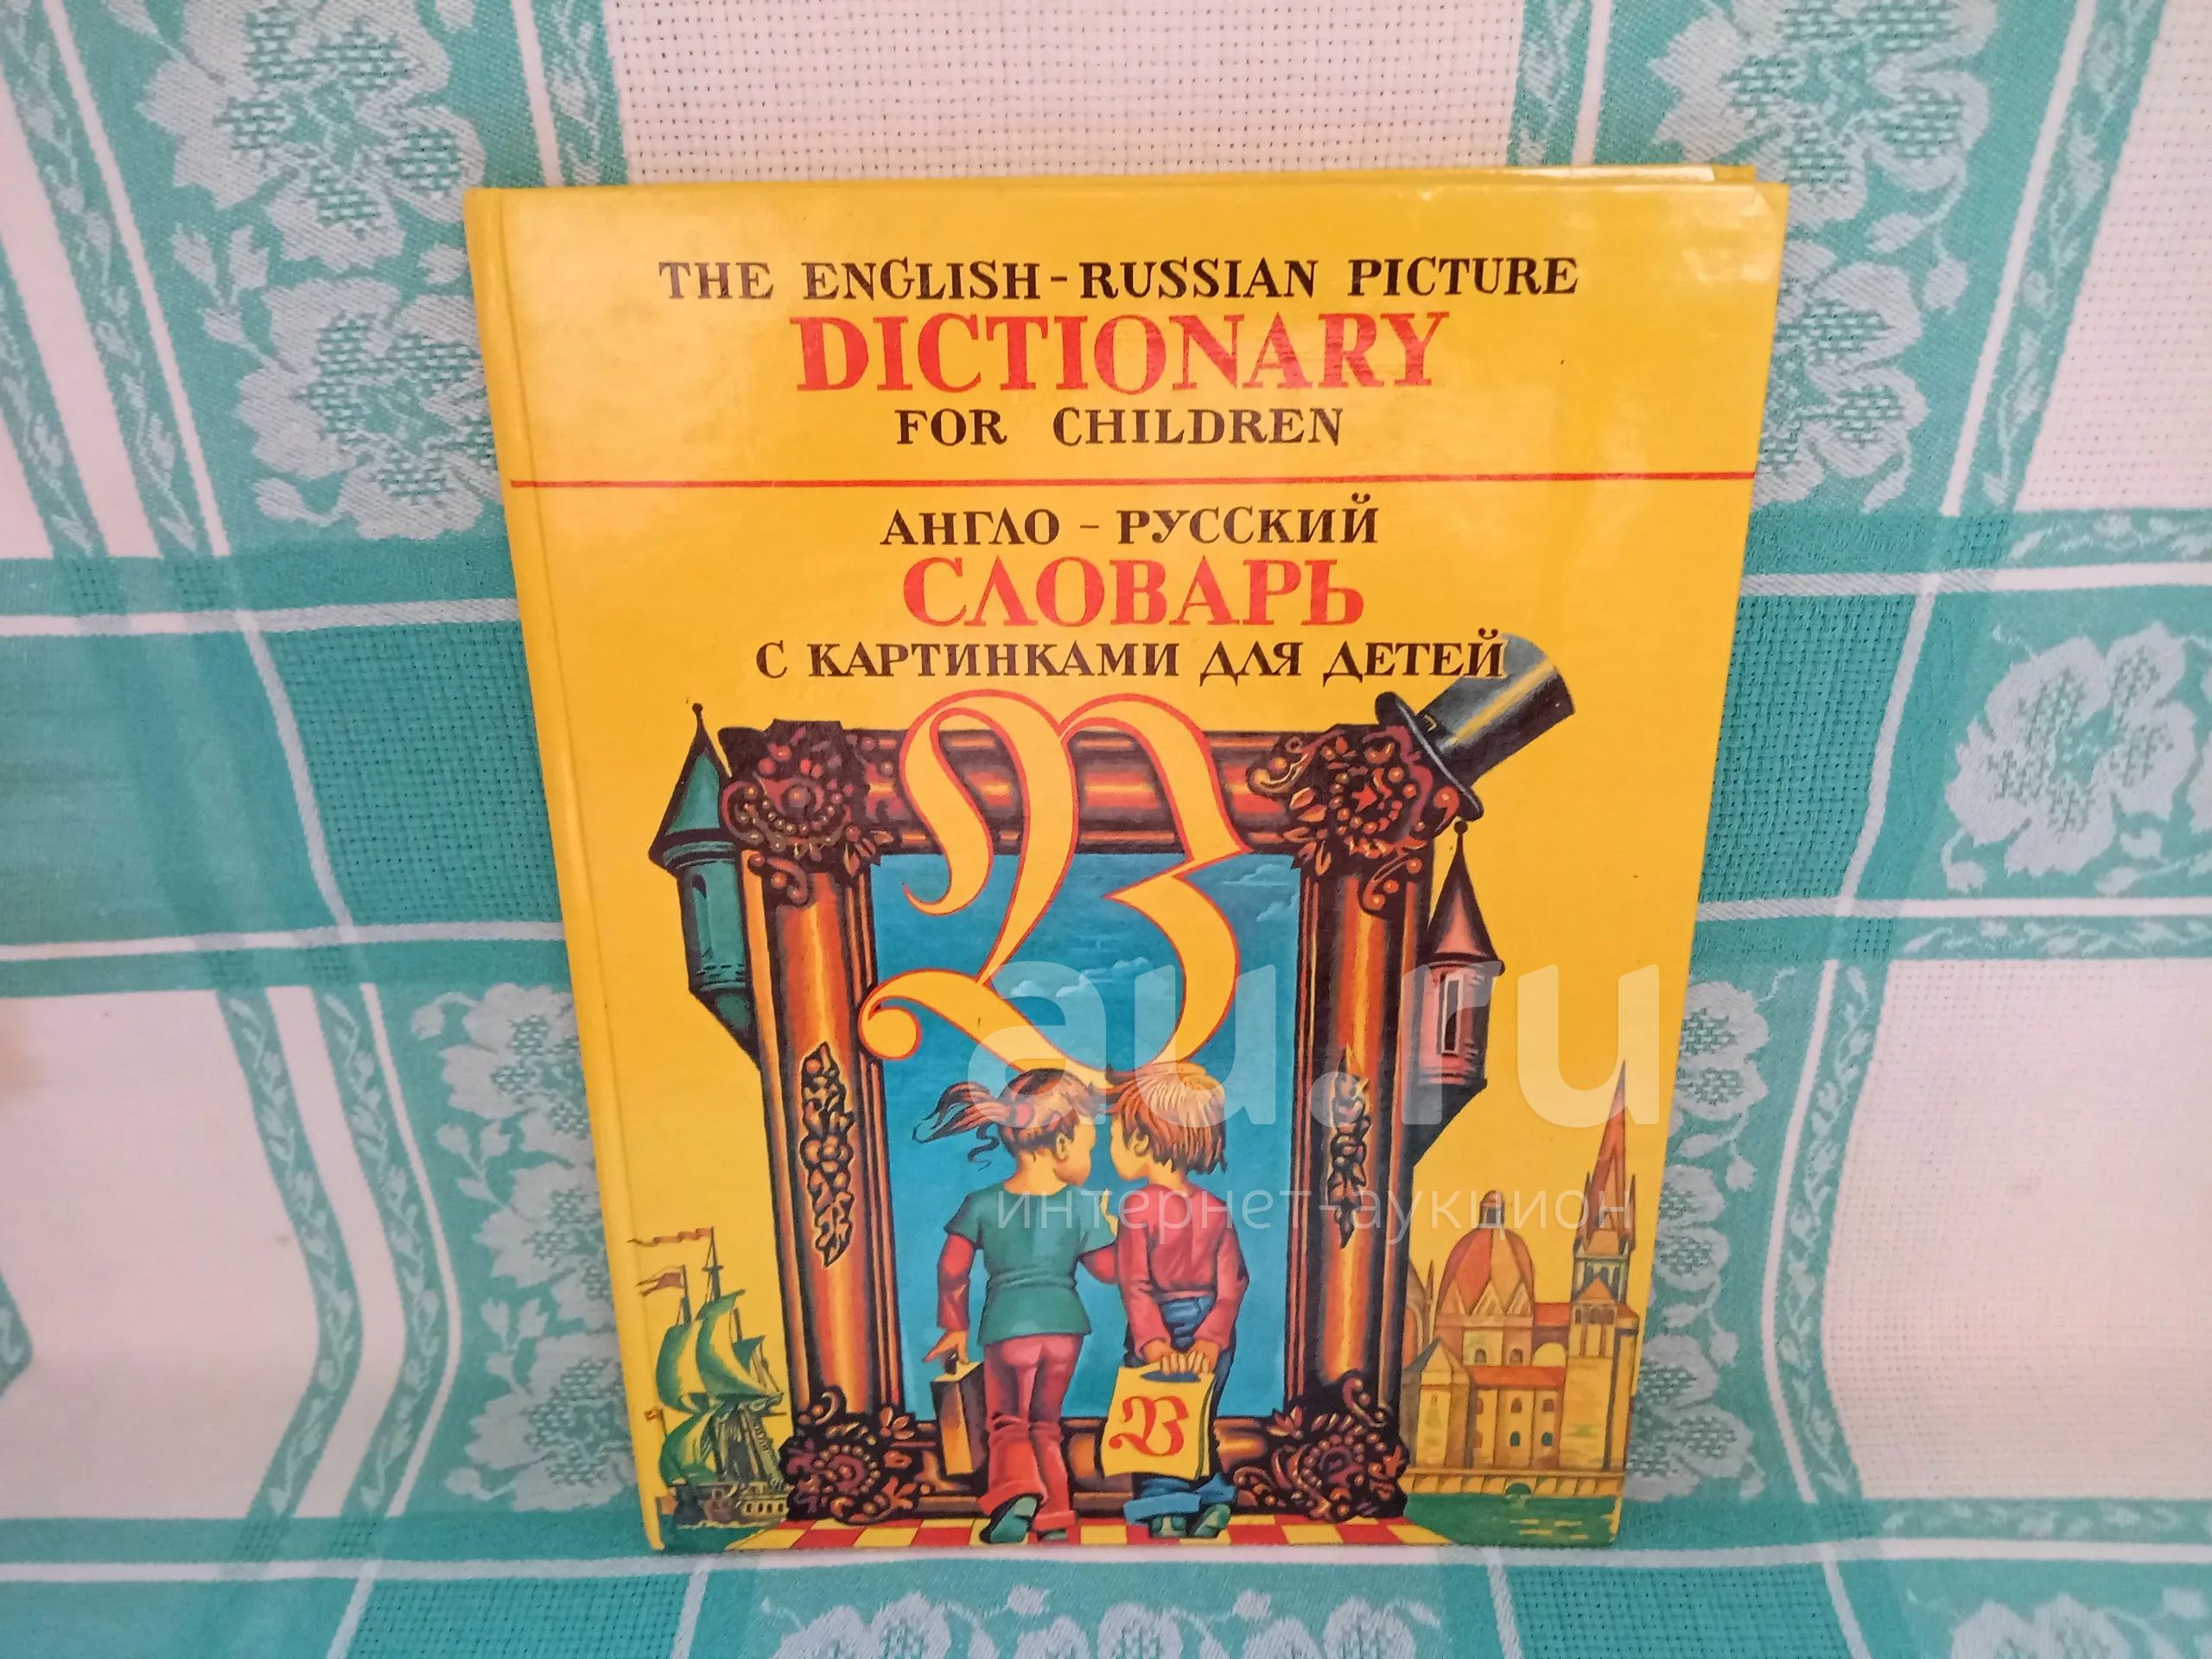 THE ENGLISH-RUSSIAN PICTURE
DICTIONARY
FOR CHILDREN
АНГЛО-РУССКИЙ
СЛОВАРЬ
С КАРТИНКАМИ ДЛЯ ДЕТЕЙ
B
au.ru
интернет-аукцион
B